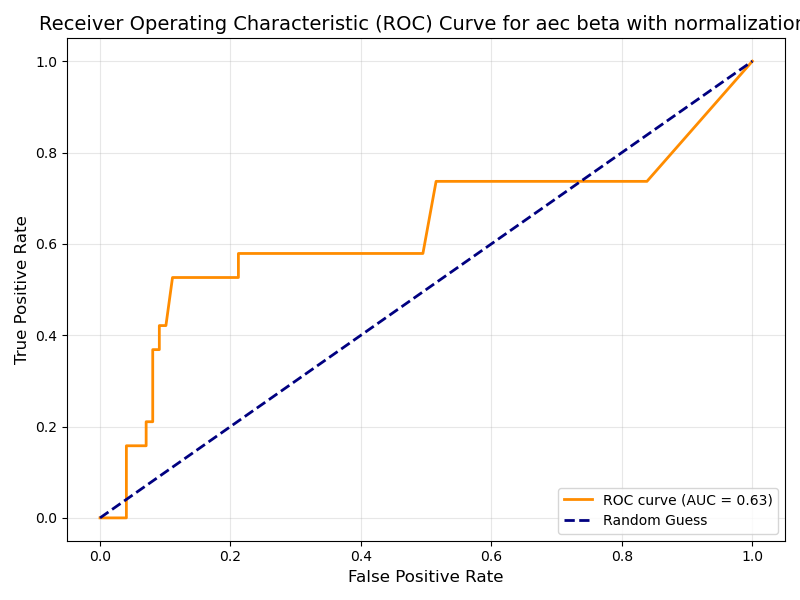 Receiver Operating Characteristic (ROC) Curve for aec beta with normalization
True Positive Rate
1.0
0.8
0.6
0.4
0.2
0.0
0.0 0.2 0.4 0.6 0.8 1.0
False Positive Rate
ROC curve (AUC = 0.63)
Random Guess